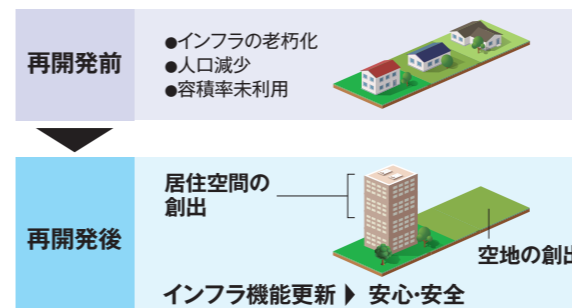 再開発前
●インフラの老朽化
●人口減少
●容積率未利用
再開発後
居住空間の
創出
空地の創出
インフラ機能更新 ▶ 安心・安全